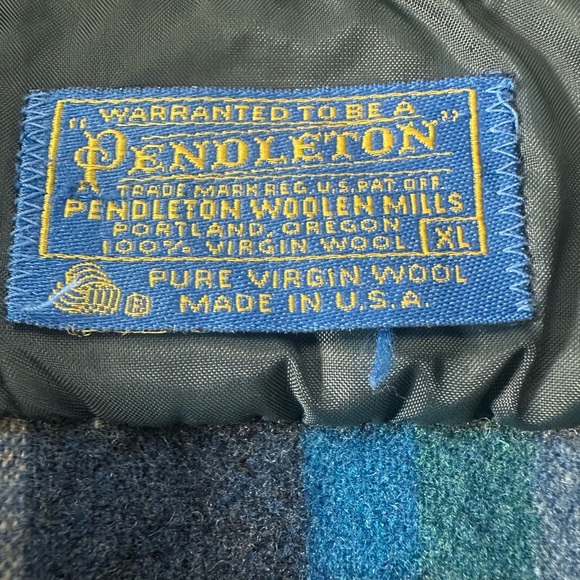 "WARRANTED TO BE A
PENDLETON"
TRADE MARK REG. U.S. PAT. OFF.
PENDLETON WOOLEN MILLS
PORTLAND, OREGON
100% VIRGIN WOOL XL
R PURE VIRGIN WOOL
MADE IN U.S.A.